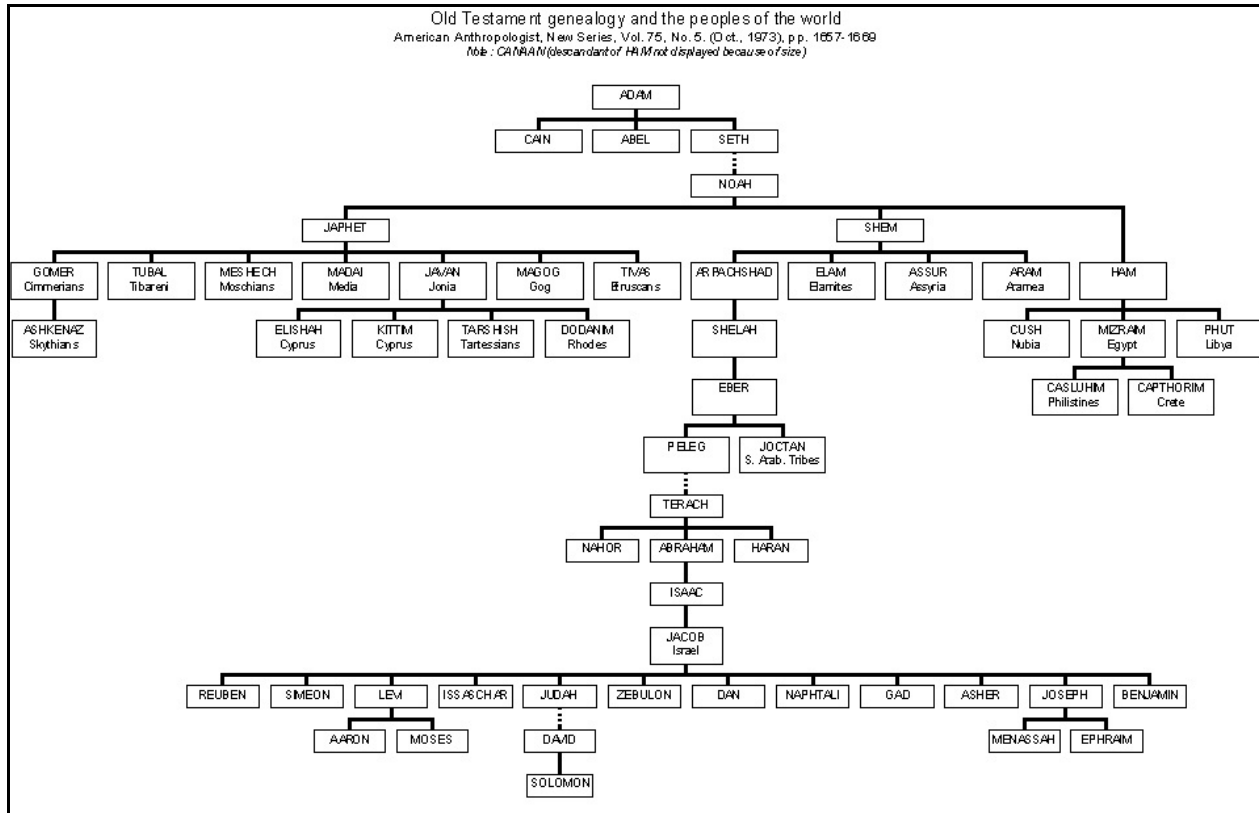 Old Testament genealogy and the peoples of the world
American Anthropologist, New Series, Vol. 75, No. 5. (Oct., 1973), pp. 1657-1669
Note : CANAAN (descendant of HAM not displayed because of size)
ADAM
CAIN
ABEL
SETH
NOAH
JAPHET
SHEM
GOMER
Cimmerians
TUBAL
Tibareni
MESHECH
Moschians
MADAI
Media
JAVAN
Jonia
MAGOG
Gog
TIVAS
Etruscans
ARPACHSHAD
ELAM
Elamites
ASSUR
Assyria
ARAM
Aramea
HAM
ASHKENAZ
Skythians
ELISHAH
Cyprus
KITTIM
Cyprus
TARSHISH
Tartessians
DODANIM
Rhodes
SHELAH
CUSH
Nubia
MIZRAIM
Egypt
PHUT
Libya
EBER
CASLUHIM
Philistines
CAPTHORIM
Crete
PELEG
JOCTAN
S. Arab. Tribes
TERACH
NAHOR
ABRAHAM
HARAN
ISAAC
JACOB
Israel
REUBEN
SIMEON
LEVI
ISSASCHAR
JUDAH
ZEBULON
DAN
NAPHTALI
GAD
ASHER
JOSEPH
BENJAMIN
AARON
MOSES
DAVID
MENASSAH
EPHRAIM
SOLOMON